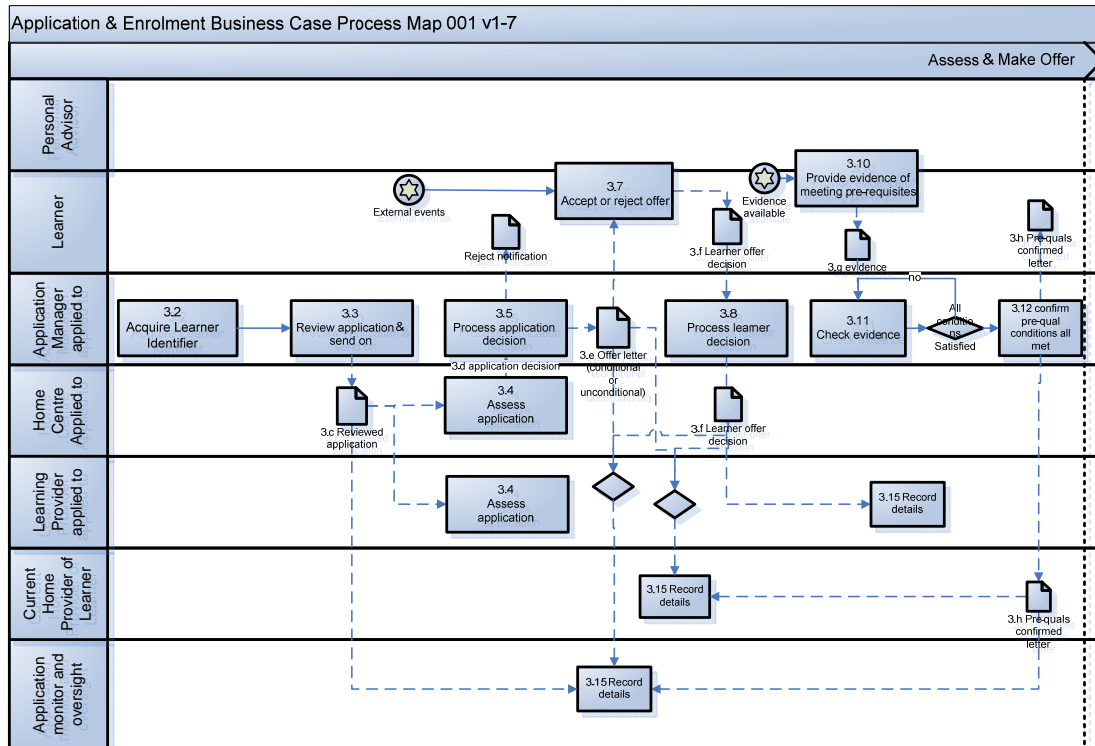 Application & Enrolment Business Case Process Map 001 v1-7
Assess & Make Offer
Personal
Advisor
Learner
External events
3.7
Accept or reject offer
Evidence
available
3.10
Provide evidence of
meeting pre-requisites
Reject notification
3.f Learner offer
decision
3.g evidence
3.h Pre-quals
confirmed
letter
Application
Manager
applied to
3.2
Acquire Learner
Identifier
3.3
Review application &
send on
3.5
Process application
decision
3.e Offer letter
(conditional
or
unconditional)
3.8
Process learner
decision
3.11
Check evidence
no
All
conditio
ns
Satisfied
3.12 confirm
pre-qual
conditions all
met
3.d application decision
Home
Centre
Applied to
3.c Reviewed
application
3.4
Assess
application
3.f Learner offer
decision
Learning
Provider
applied to
3.4
Assess
application
3.15 Record
details
Current
Home
Provider of
Learner
3.15 Record
details
3.h Pre-quals
confirmed
letter
Application
monitor and
oversight
3.15 Record
details